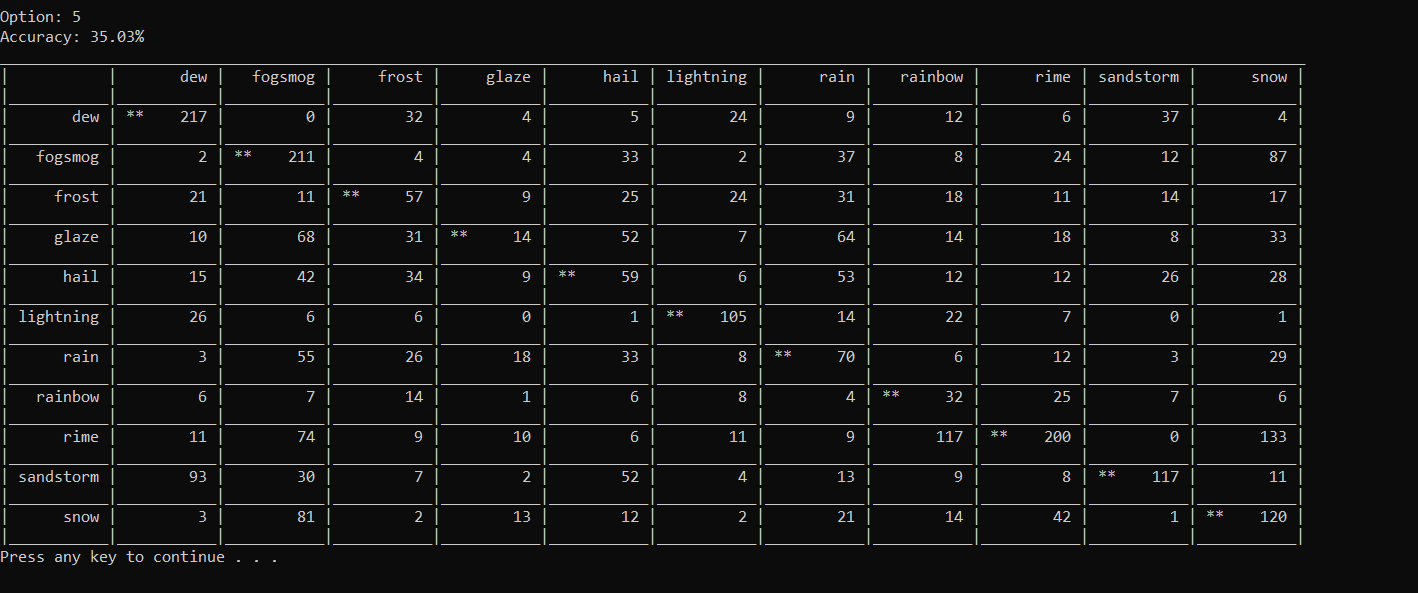 Option: 5
Accuracy: 35.03%
| | dew | fogsmog | frost | glaze | hail | lightning | rain | rainbow | rime | sandstorm | snow |
| dew | ** 217 | 0 | 32 | 4 | 5 | 24 | 9 | 12 | 6 | 37 | 4 |
| fogsmog | 2 | ** 211 | 4 | 4 | 33 | 2 | 37 | 8 | 24 | 12 | 87 |
| frost | 21 | 11 | ** 57 | 9 | 25 | 24 | 31 | 18 | 11 | 14 | 17 |
| glaze | 10 | 68 | 31 | ** 14 | 52 | 7 | 64 | 14 | 18 | 8 | 33 |
| hail | 15 | 42 | 34 | 9 | ** 59 | 6 | 53 | 12 | 12 | 26 | 28 |
| lightning | 26 | 6 | 6 | 0 | 1 | ** 105 | 14 | 22 | 7 | 0 | 1 |
| rain | 3 | 55 | 26 | 18 | 33 | 8 | ** 70 | 6 | 12 | 3 | 29 |
| rainbow | 6 | 7 | 14 | 1 | 6 | 8 | 4 | ** 32 | 25 | 7 | 6 |
| rime | 11 | 74 | 9 | 10 | 6 | 11 | 9 | 117 | ** 200 | 0 | 133 |
| sandstorm | 93 | 30 | 7 | 2 | 52 | 4 | 13 | 9 | 8 | ** 117 | 11 |
| snow | 3 | 81 | 2 | 13 | 12 | 2 | 21 | 14 | 42 | 1 | ** 120 |
Press any key to continue . . .